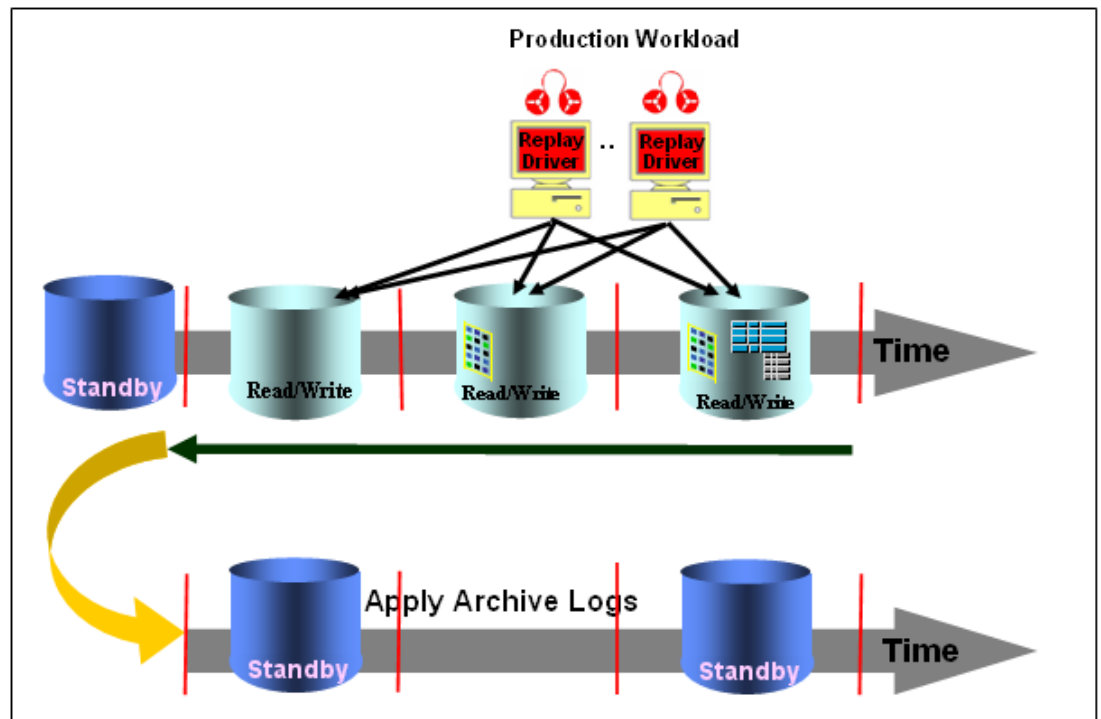 Production Workload
Replay
Driver
..
Replay
Driver
Standby
Read/Write
Read/Write
Read/Write
Time
Apply Archive Logs
Standby
Standby
Time